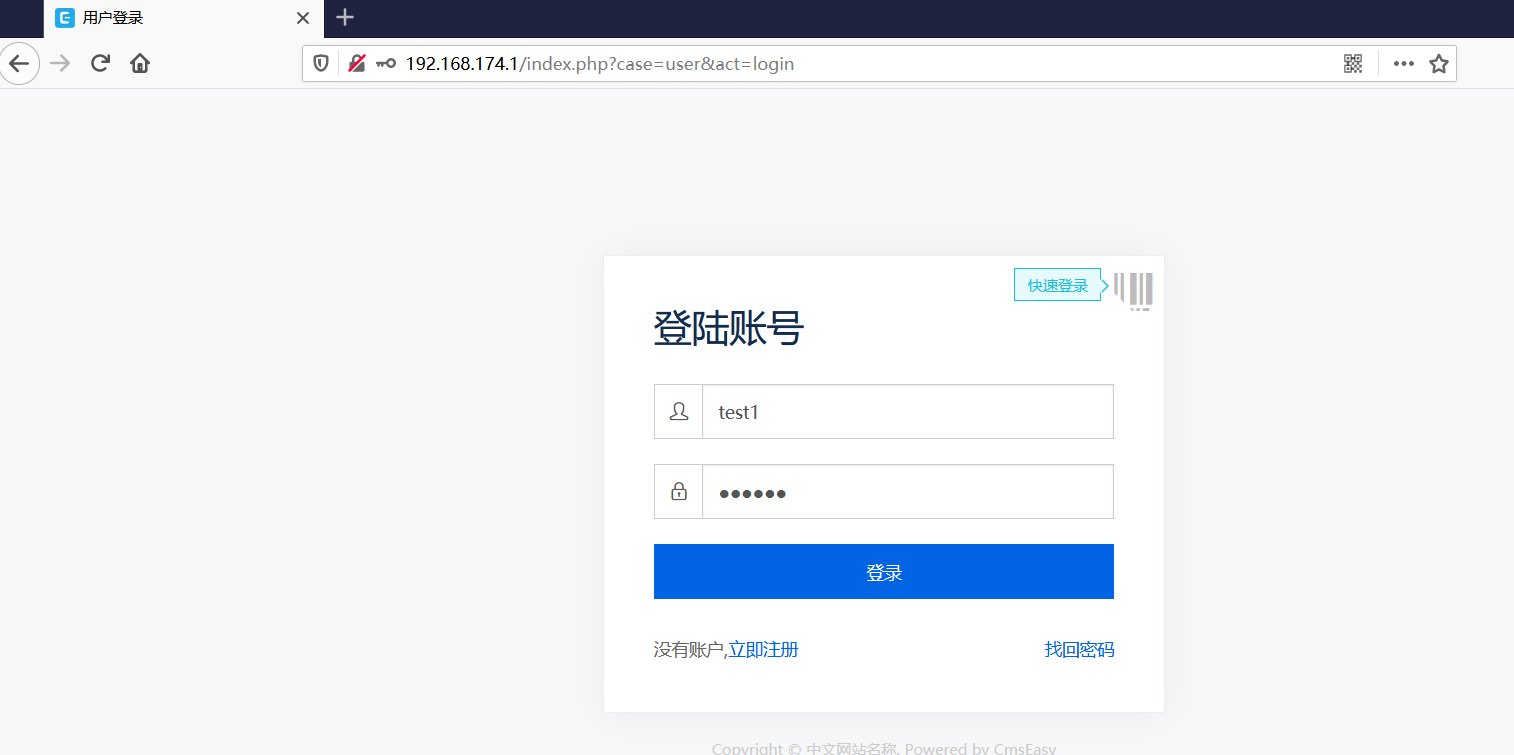 用户登录
192.168.174.1/index.php?case=user&act=login
快速登录
登陆账号
test1
••••••
登录
没有账户,立即注册
找回密码
Copyright © 中文网站名称. Powered by CmsEasy